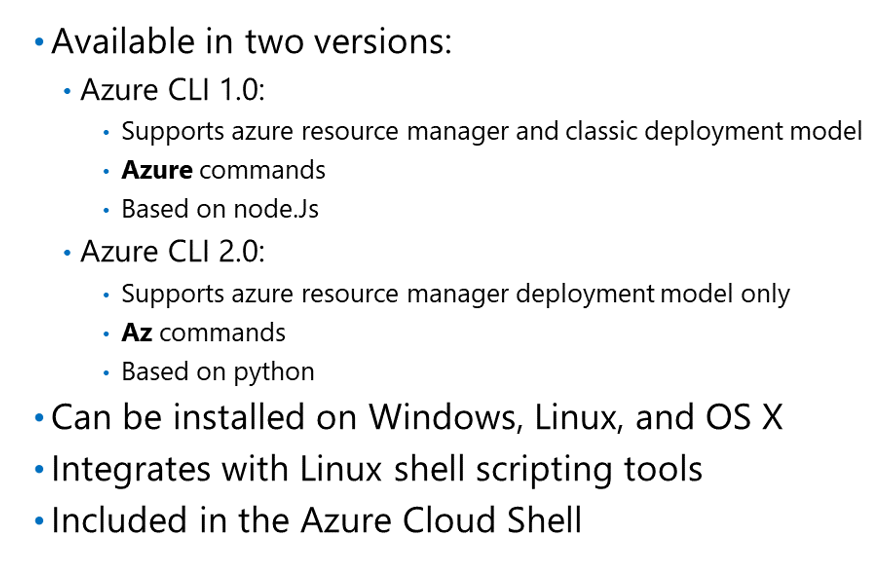 • Available in two versions:
• Azure CLI 1.0:
• Supports azure resource manager and classic deployment model
• Azure commands
• Based on node.Js
• Azure CLI 2.0:
• Supports azure resource manager deployment model only
• Az commands
• Based on python
• Can be installed on Windows, Linux, and OS X
• Integrates with Linux shell scripting tools
• Included in the Azure Cloud Shell